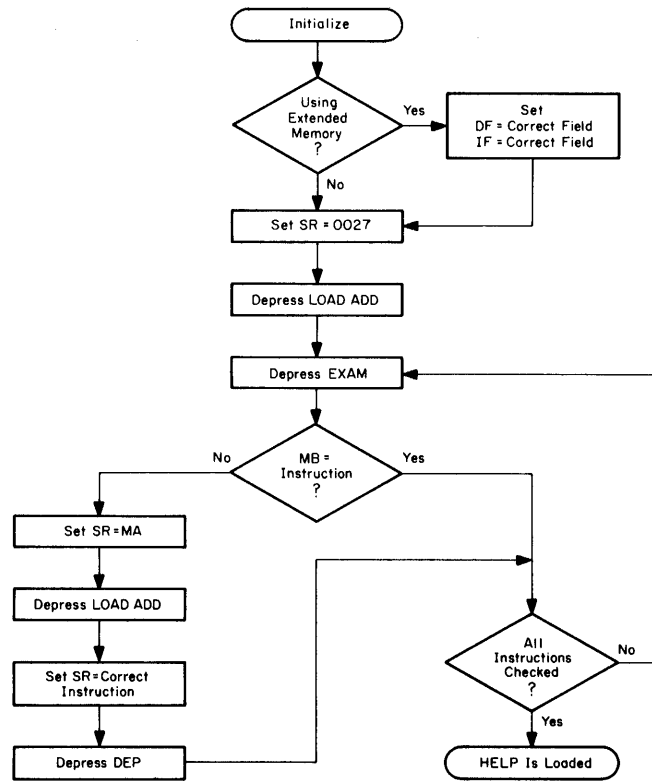 Initialize
Using
Extended
Memory
?
Yes
Set
DF = Correct Field
IF = Correct Field
No
Set SR = 0027
Depress LOAD ADD
Depress EXAM
No
MB =
Instruction
?
Yes
Set SR=MA
Depress LOAD ADD
Set SR=Correct
Instruction
Depress DEP
All
Instructions
Checked
?
No
Yes
HELP Is Loaded